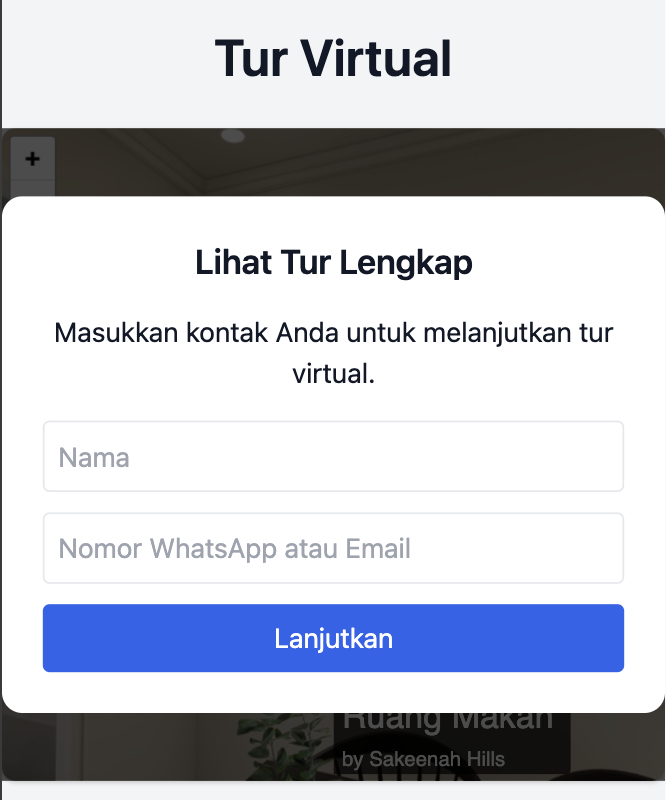 Tur Virtual
+
Lihat Tur Lengkap
Masukkan kontak Anda untuk melanjutkan tur
virtual.
Nama
Nomor WhatsApp atau Email
Lanjutkan
Ruang Makan
by Sakeenah Hills